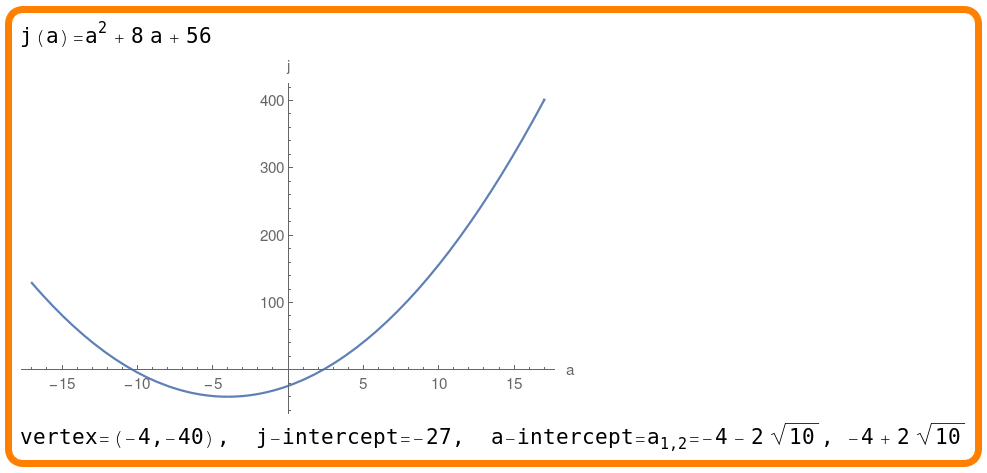 j(a)=a² + 8 a + 56
j
400
300
200
100
−15 −10 −5 5 10 15 a
vertex=(−4,−40), j−intercept=−27, a−intercept=a₁,₂=−4 − 2 √10, −4 + 2 √10